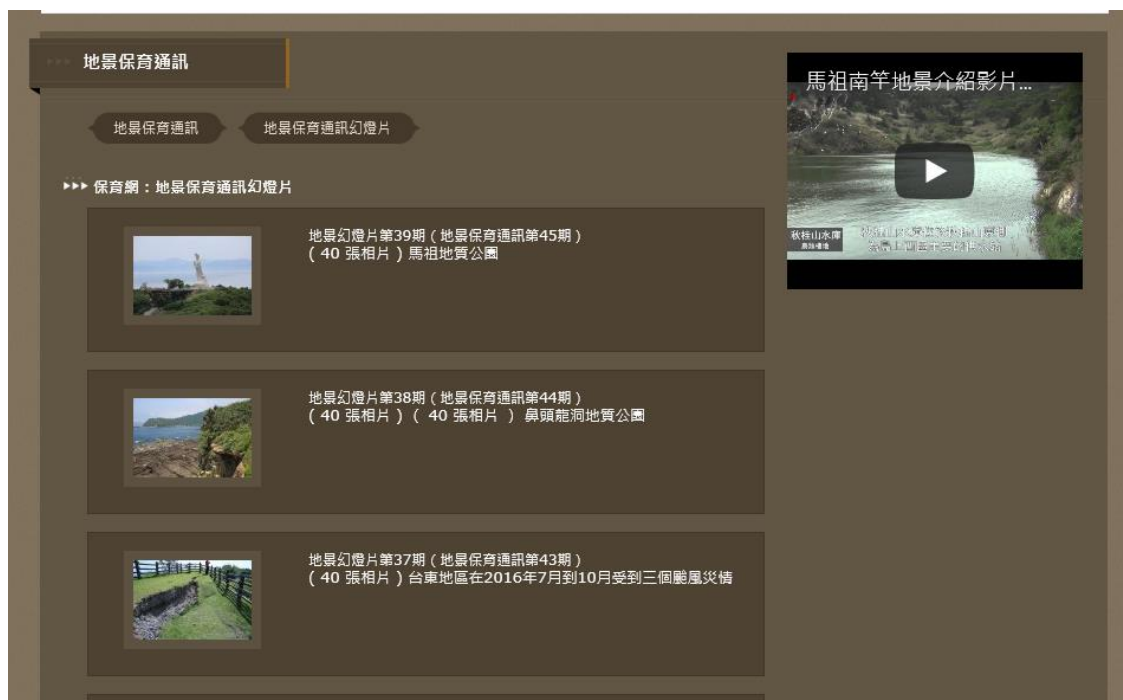 地景保育通訊
地景保育通訊
地景保育通訊幻燈片
保育網：地景保育通訊幻燈片
地景幻燈片第39期 ( 地景保育通訊第45期 )
( 40 張相片 ) 馬祖地質公園
地景幻燈片第38期 ( 地景保育通訊第44期 )
( 40 張相片 ) （ 40 張相片 ） 鼻頭龍洞地質公園
地景幻燈片第37期 ( 地景保育通訊第43期 )
( 40 張相片 ) 台東地區在2016年7月到10月受到三個颱風災情
馬祖南竿地景介紹影片...
秋桂山水庫